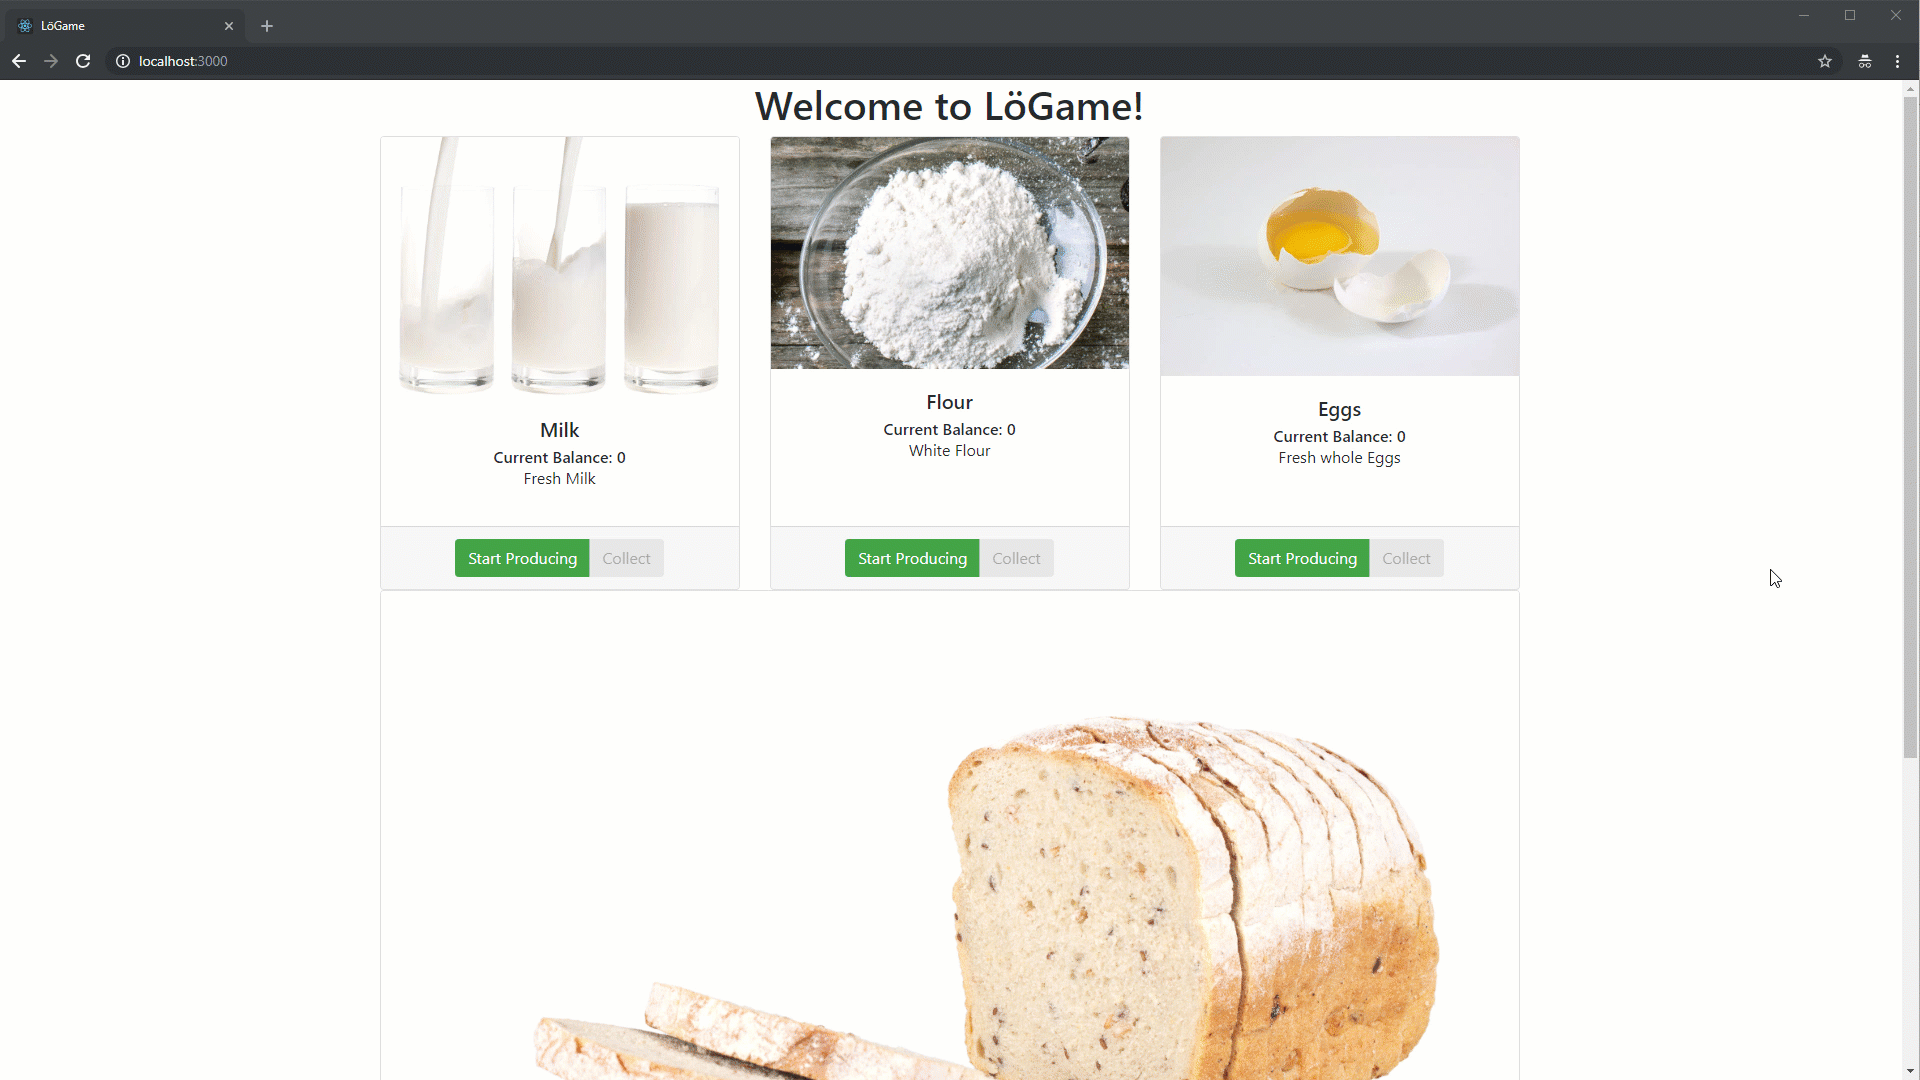 LöGame
localhost:3000
Welcome to LöGame!
Milk
Current Balance: 0
Fresh Milk
Start Producing
Collect
Flour
Current Balance: 0
White Flour
Start Producing
Collect
Eggs
Current Balance: 0
Fresh whole Eggs
Start Producing
Collect